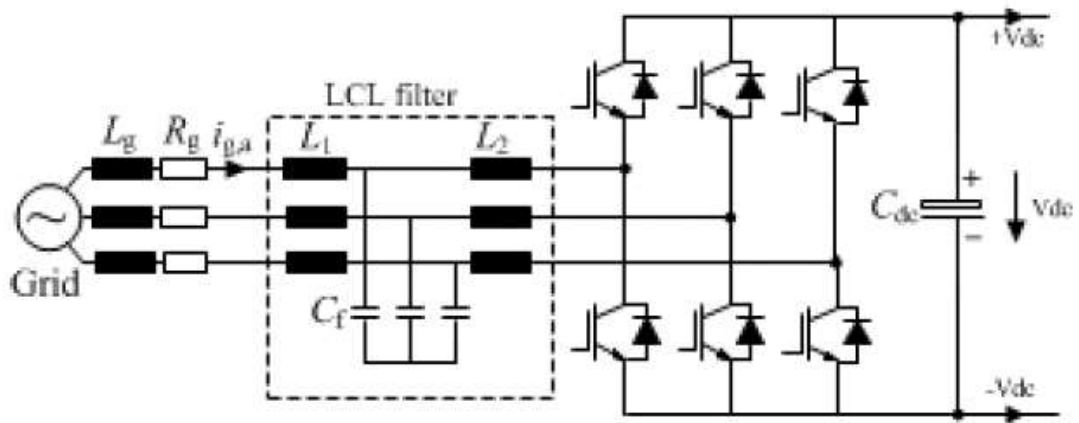 +Vdc
LCL filter
Lg Rg ig,a L1 L2
Cdc + Vdc
−
Grid
Cf
-Vdc